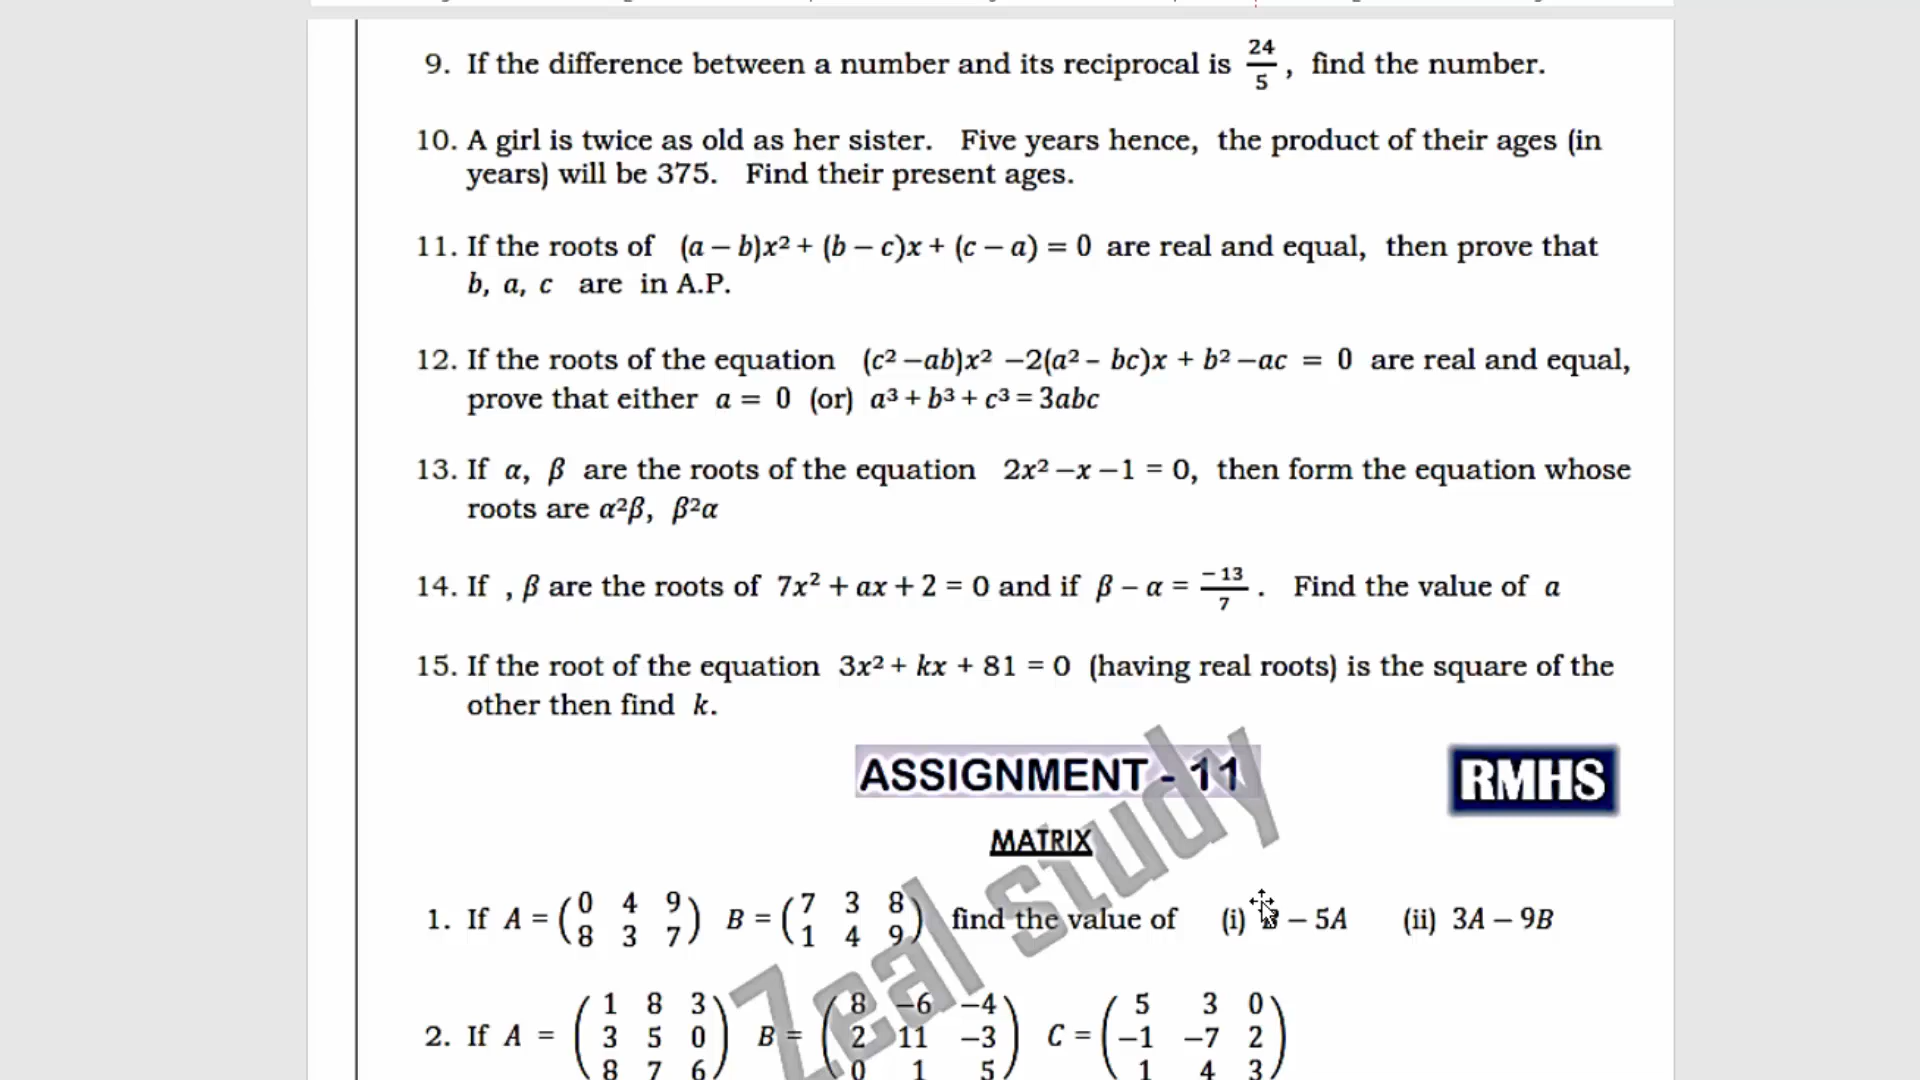 9. If the difference between a number and its reciprocal is 24/5, find the number.
10. A girl is twice as old as her sister. Five years hence, the product of their ages (in
years) will be 375. Find their present ages.
11. If the roots of (a – b)x² + (b – c)x + (c – a) = 0 are real and equal, then prove that
b, a, c are in A.P.
12. If the roots of the equation (c² –ab)x² –2(a² – bc)x + b² –ac = 0 are real and equal,
prove that either a = 0 (or) a³ + b³ + c³ = 3abc
13. If α, β are the roots of the equation 2x² –x –1 = 0, then form the equation whose
roots are α²β, β²α
14. If , β are the roots of 7x² + ax + 2 = 0 and if β – α = –13/7. Find the value of a
15. If the root of the equation 3x² + kx + 81 = 0 (having real roots) is the square of the
other then find k.
ASSIGNMENT - 11
RMHS
MATRIX
1. If A = (0 4 9 B = (7 3 8 find the value of (i) – 5A (ii) 3A – 9B
8 3 7) 1 4 9)
2. If A = (1 8 3 B = (8 –6 –4 C = (5 3 0
3 5 0 2 11 –3 –1 –7 2
8 7 6) 0 1 5) 1 4 3)
Zeal study